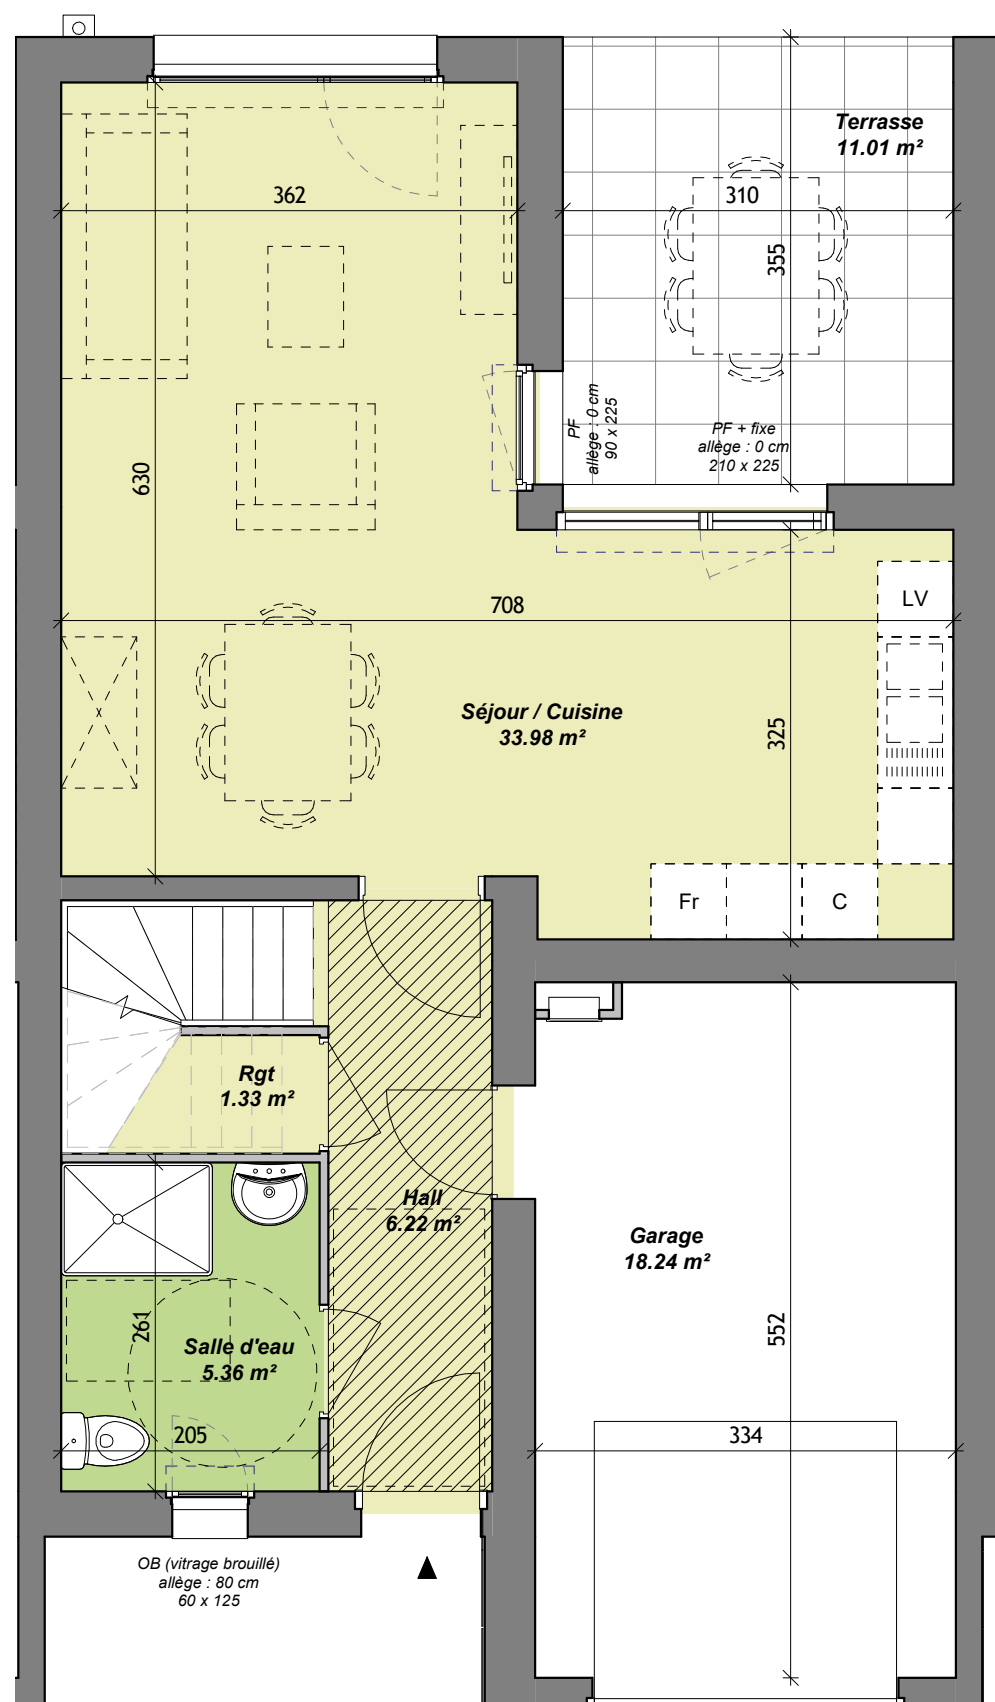 Terrasse
11.01 m²
362
310
355
PF
allège : 0 cm
90 x 225
PF + fixe
allège : 0 cm
210 x 225
630
708
LV
Séjour / Cuisine
33.98 m²
325
Fr
C
Rgt
1.33 m²
Hall
6.22 m²
Garage
18.24 m²
261
Salle d'eau
5.36 m²
552
205
334
OB (vitrage brouillé)
allège : 80 cm
60 x 125